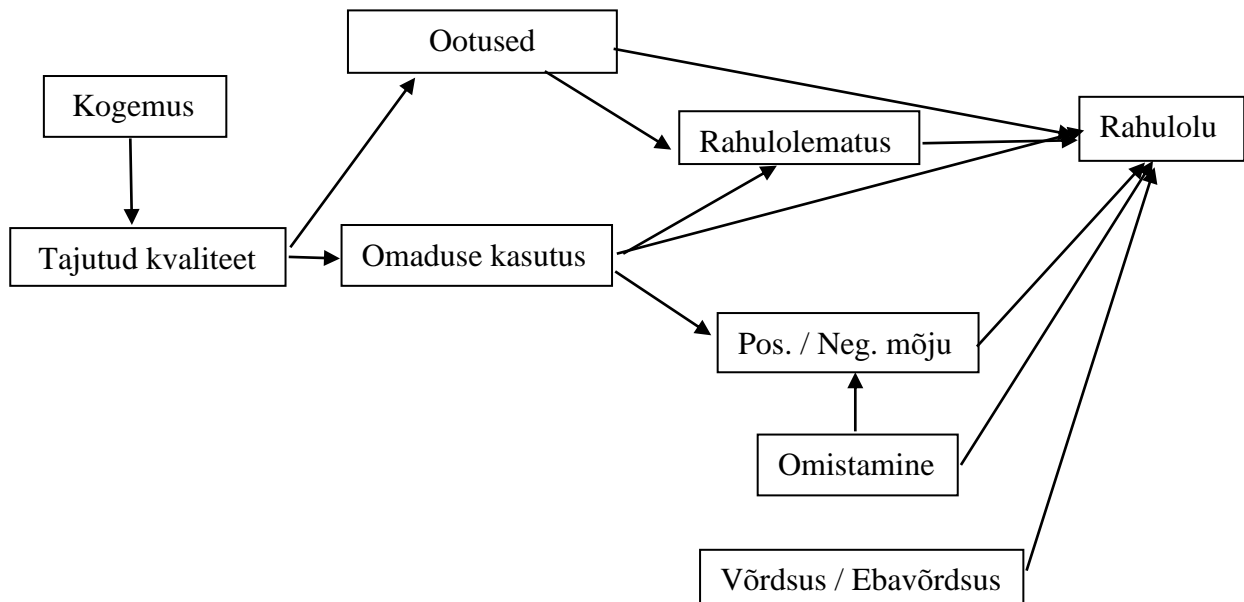 Ootused
Kogemus
Rahulolu
Rahulolematus
Tajutud kvaliteet
Omaduse kasutus
Pos. / Neg. mõju
Omistamine
Võrdsus / Ebavõrdsus